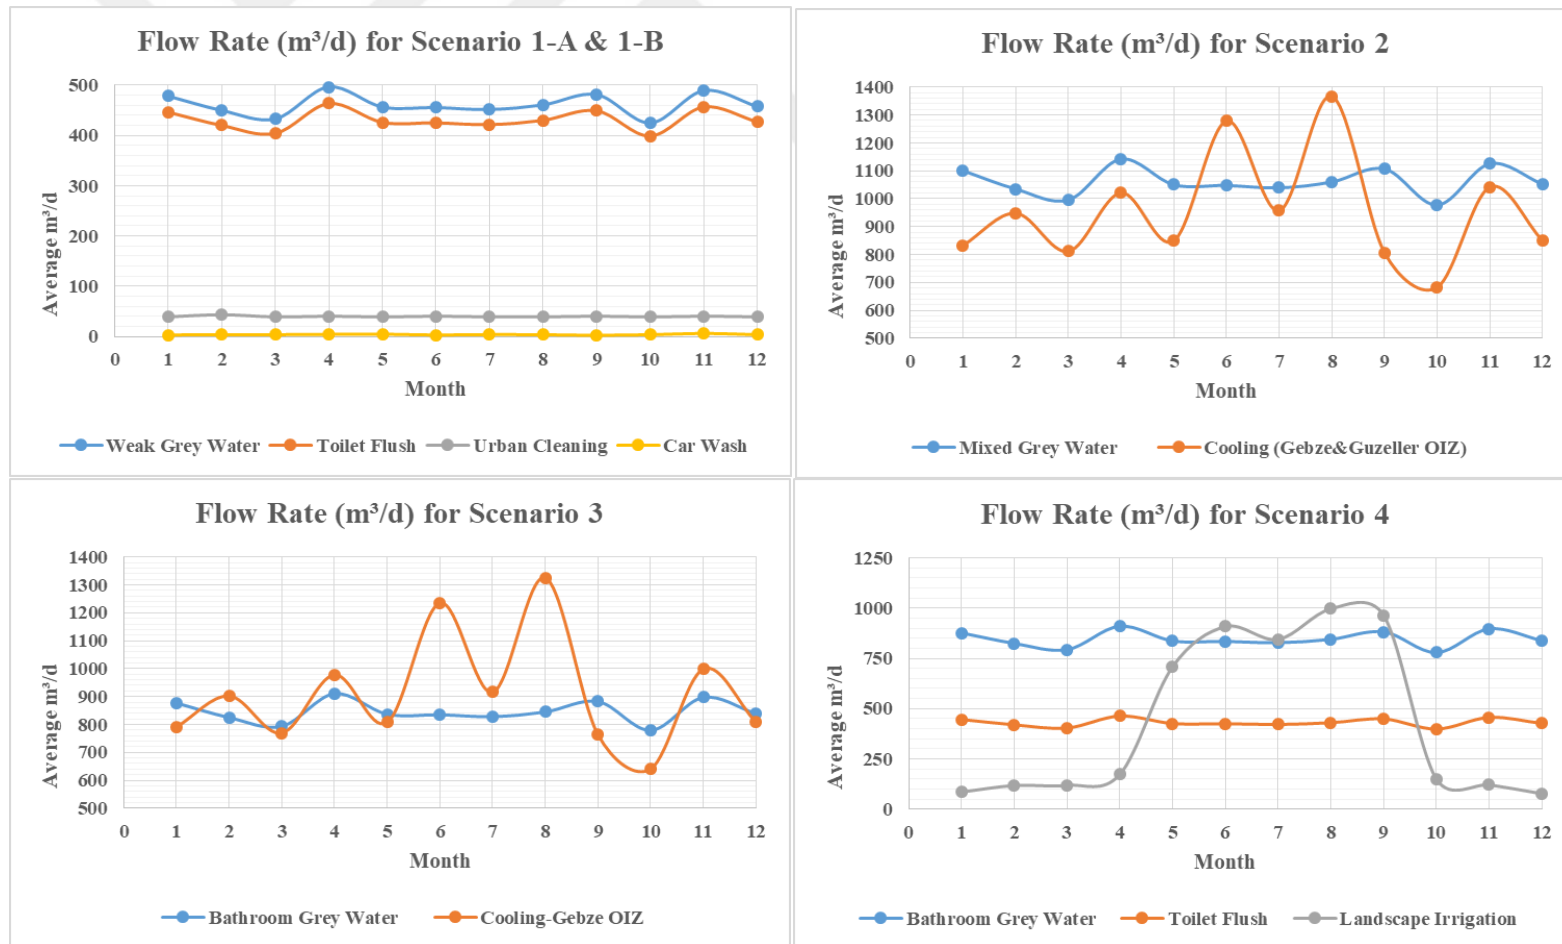 Flow Rate (m³/d) for Scenario 1-A & 1-B
500
400
300
200
100
0
Average m³/d
0 1 2 3 4 5 6 7 8 9 10 11 12
Month
Weak Grey Water Toilet Flush Urban Cleaning Car Wash
Flow Rate (m³/d) for Scenario 2
1400
1300
1200
1100
1000
900
800
700
600
500
Average m³/d
0 1 2 3 4 5 6 7 8 9 10 11 12
Month
Mixed Grey Water Cooling (Gebze&Guzeller OIZ)
Flow Rate (m³/d) for Scenario 3
1400
1300
1200
1100
1000
900
800
700
600
500
Average m³/d
0 1 2 3 4 5 6 7 8 9 10 11 12
Month
Bathroom Grey Water Cooling-Gebze OIZ
Flow Rate (m³/d) for Scenario 4
1250
1000
750
500
250
0
Average m³/d
0 1 2 3 4 5 6 7 8 9 10 11 12
Month
Bathroom Grey Water Toilet Flush Landscape Irrigation